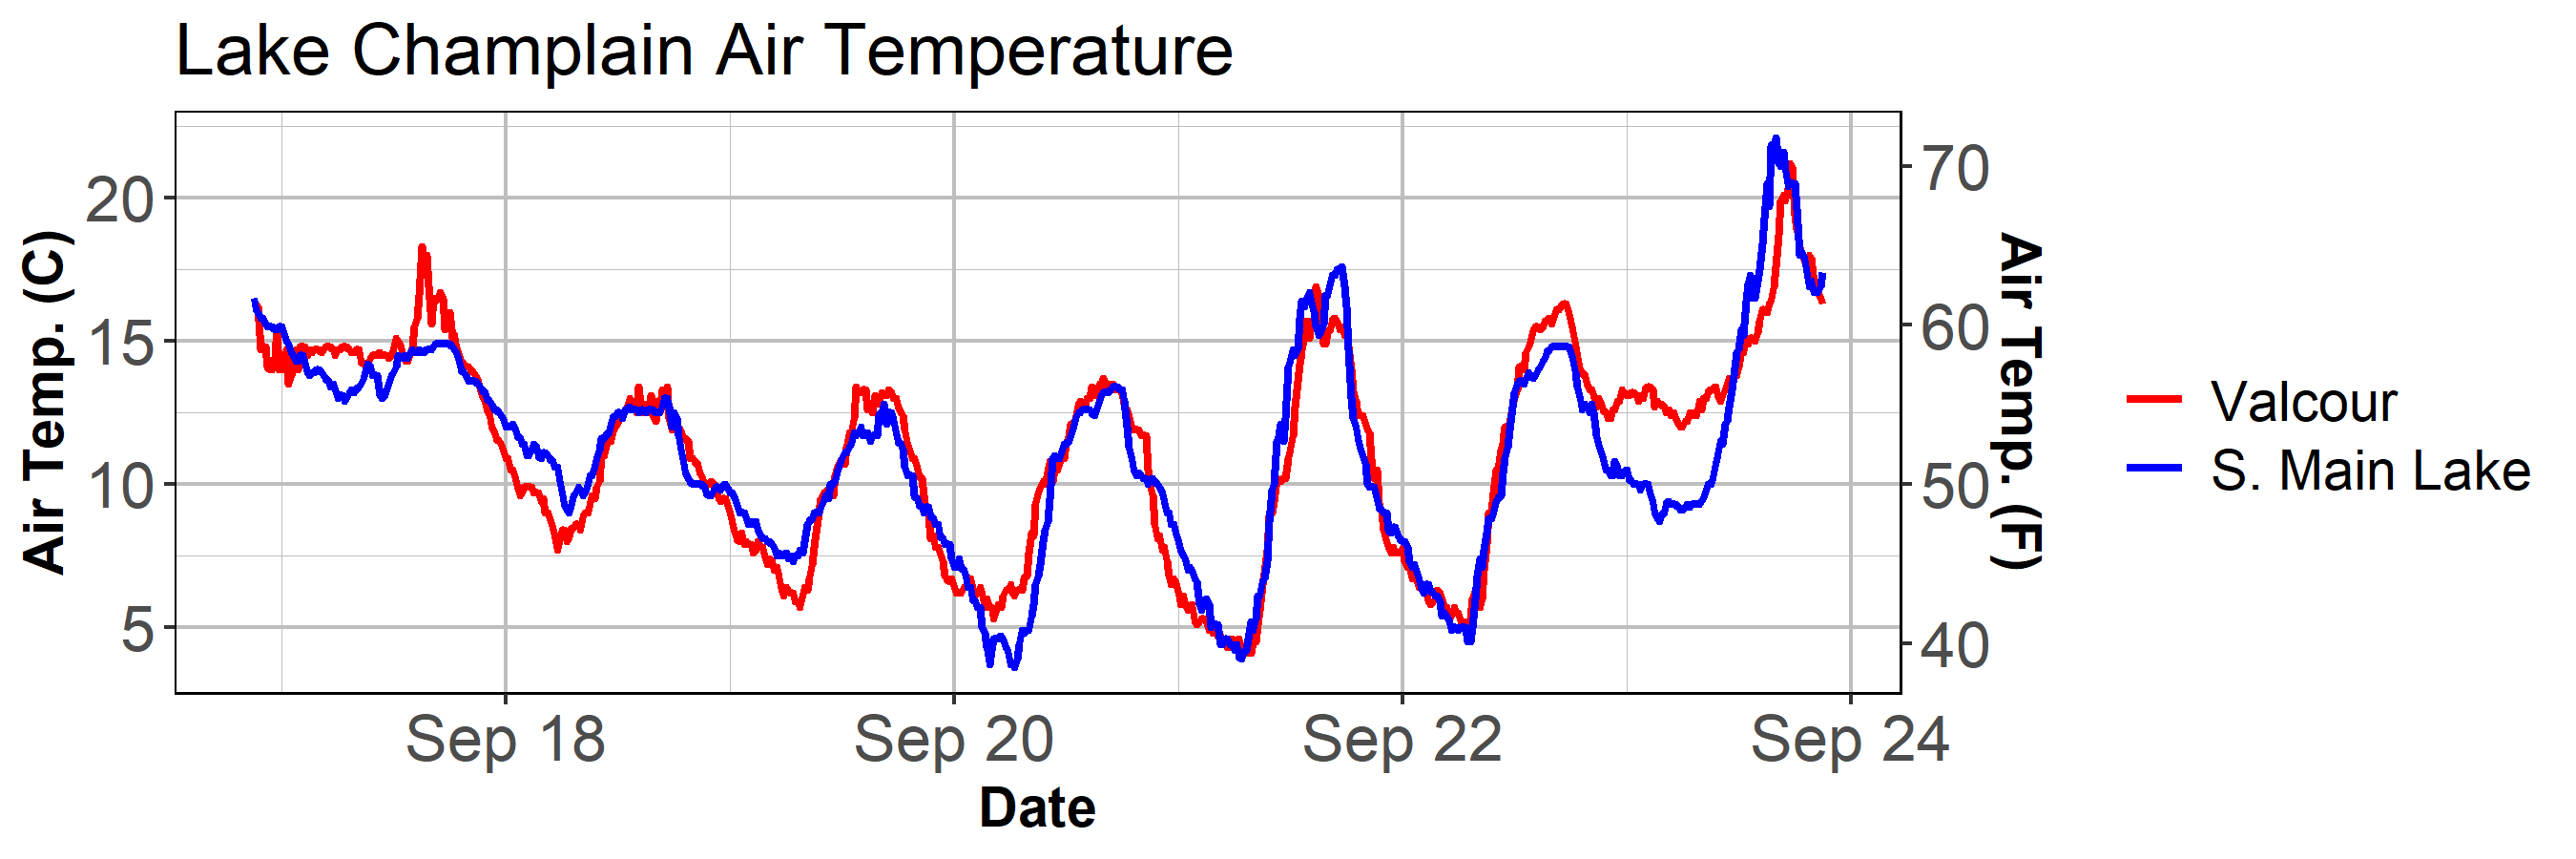 Lake Champlain Air Temperature
Air Temp. (C)
20
15
10
5
70
60
50
40
Air Temp. (F)
Sep 18
Sep 20
Sep 22
Sep 24
Date
Valcour
S. Main Lake